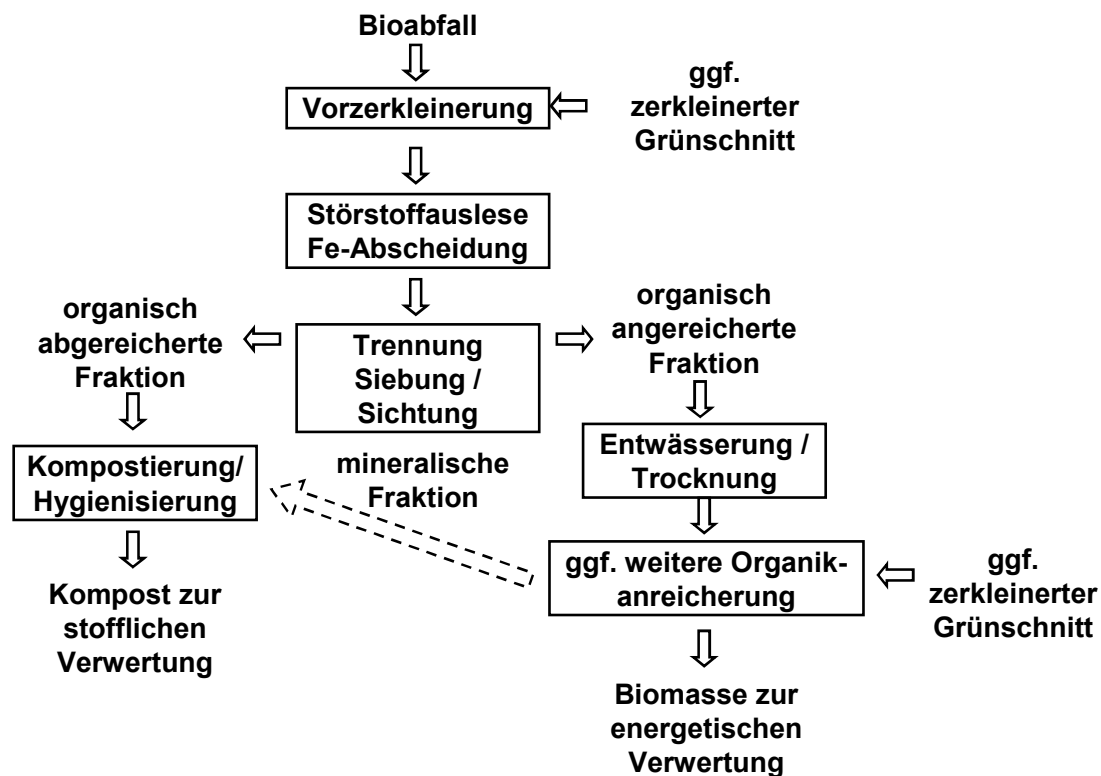 Bioabfall
ggf.
zerkleinerter
Grünschnitt
Vorzerkleinerung
Störstoffauslese
Fe-Abscheidung
organisch
abgereicherte
Fraktion
Trennung
Siebung /
Sichtung
organisch
angereicherte
Fraktion
Kompostierung/
Hygienisierung
mineralische
Fraktion
Entwässerung /
Trocknung
ggf. weitere Organik-
anreicherung
ggf.
zerkleinerter
Grünschnitt
Kompost zur
stofflichen
Verwertung
Biomasse zur
energetischen
Verwertung